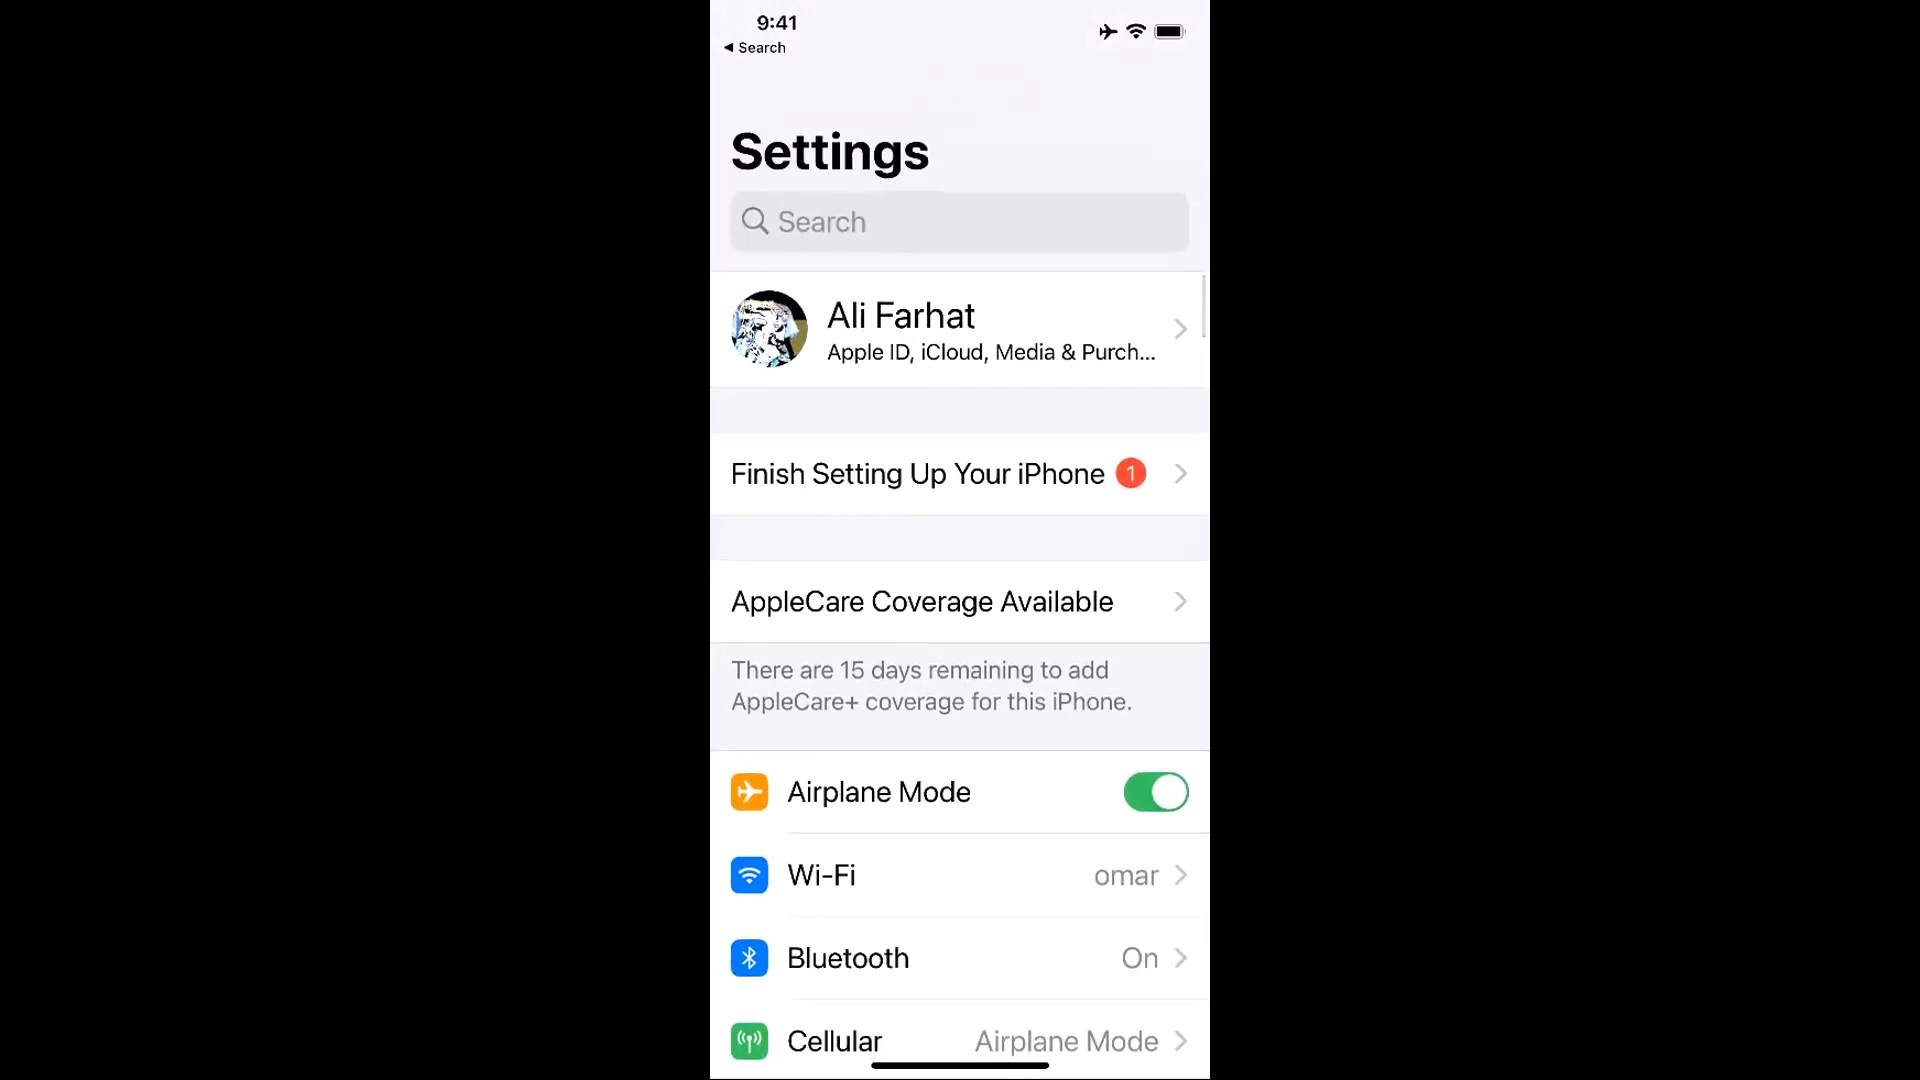 9:41
◀ Search
Settings
Search
Ali Farhat
Apple ID, iCloud, Media & Purch...
Finish Setting Up Your iPhone 1
AppleCare Coverage Available
There are 15 days remaining to add
AppleCare+ coverage for this iPhone.
Airplane Mode
Wi-Fi omar
Bluetooth On
Cellular Airplane Mode